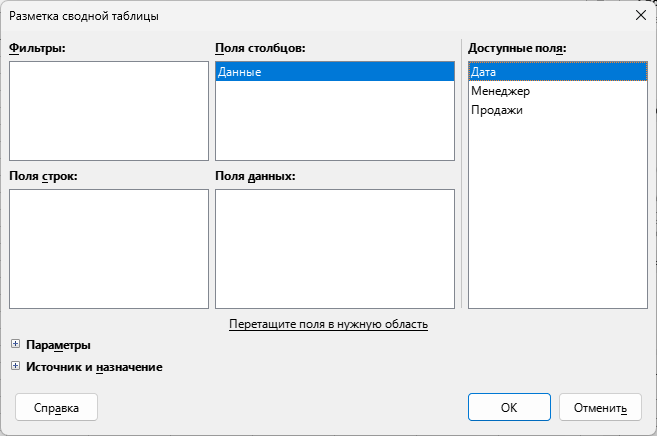 Разметка сводной таблицы
Фильтры:
Поля столбцов:
Доступные поля:
Данные
Дата
Менеджер
Продажи
Поля строк:
Поля данных:
Перетащите поля в нужную область
Параметры
Источник и назначение
Справка
ОК
Отменить